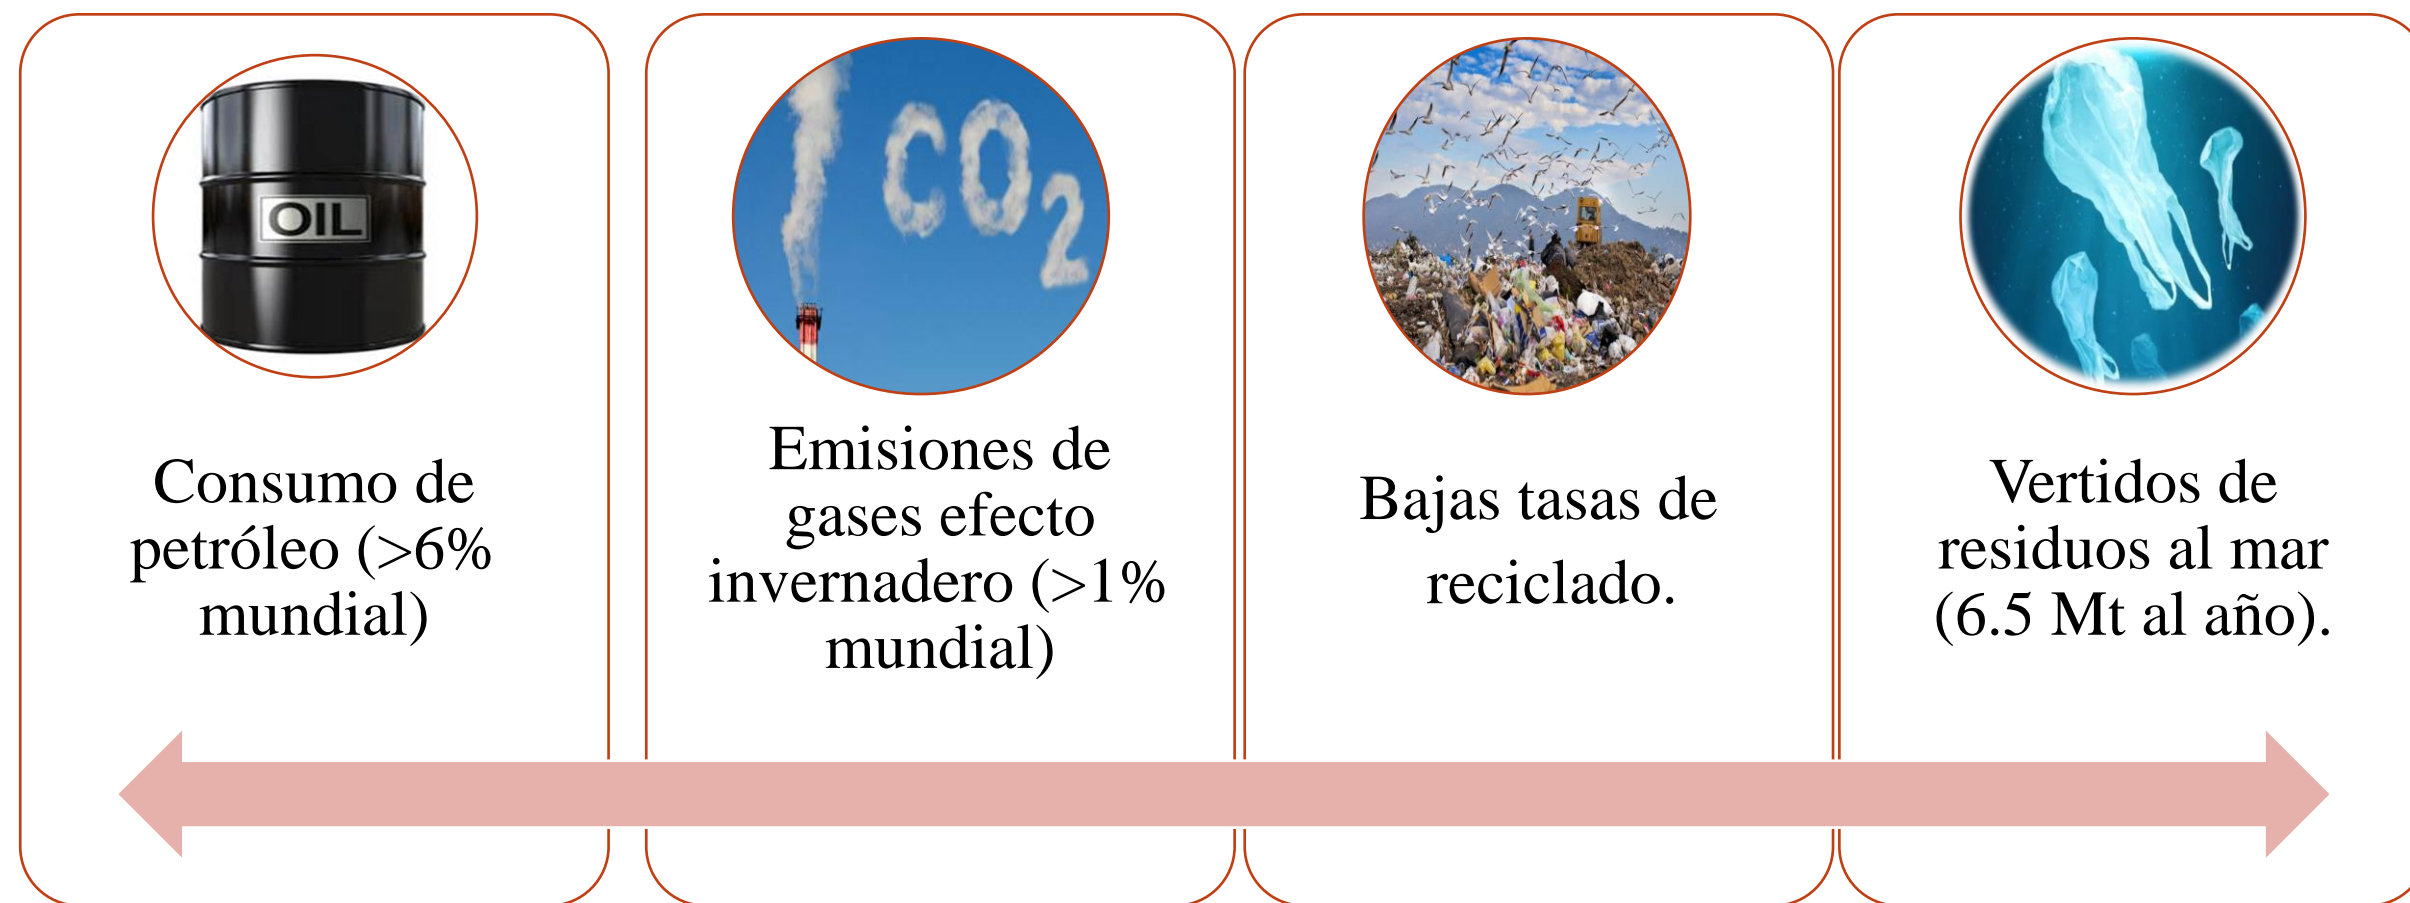 OIL
CO₂
Consumo de
petróleo (>6%
mundial)
Emisiones de
gases efecto
invernadero (>1%
mundial)
Bajas tasas de
reciclado.
Vertidos de
residuos al mar
(6.5 Mt al año).